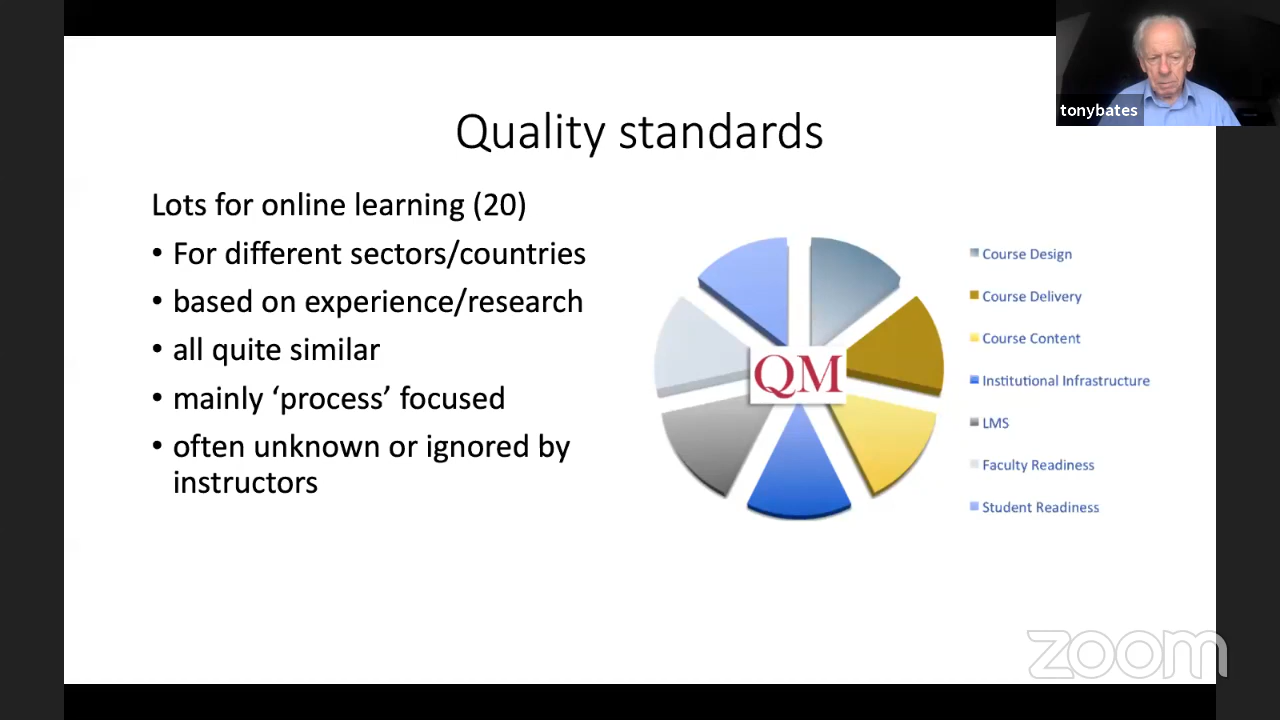 tonybates
Quality standards
Lots for online learning (20)
• For different sectors/countries
• based on experience/research
• all quite similar
• mainly ‘process’ focused
• often unknown or ignored by
instructors
QM
Course Design
Course Delivery
Course Content
Institutional Infrastructure
LMS
Faculty Readiness
Student Readiness
zoom